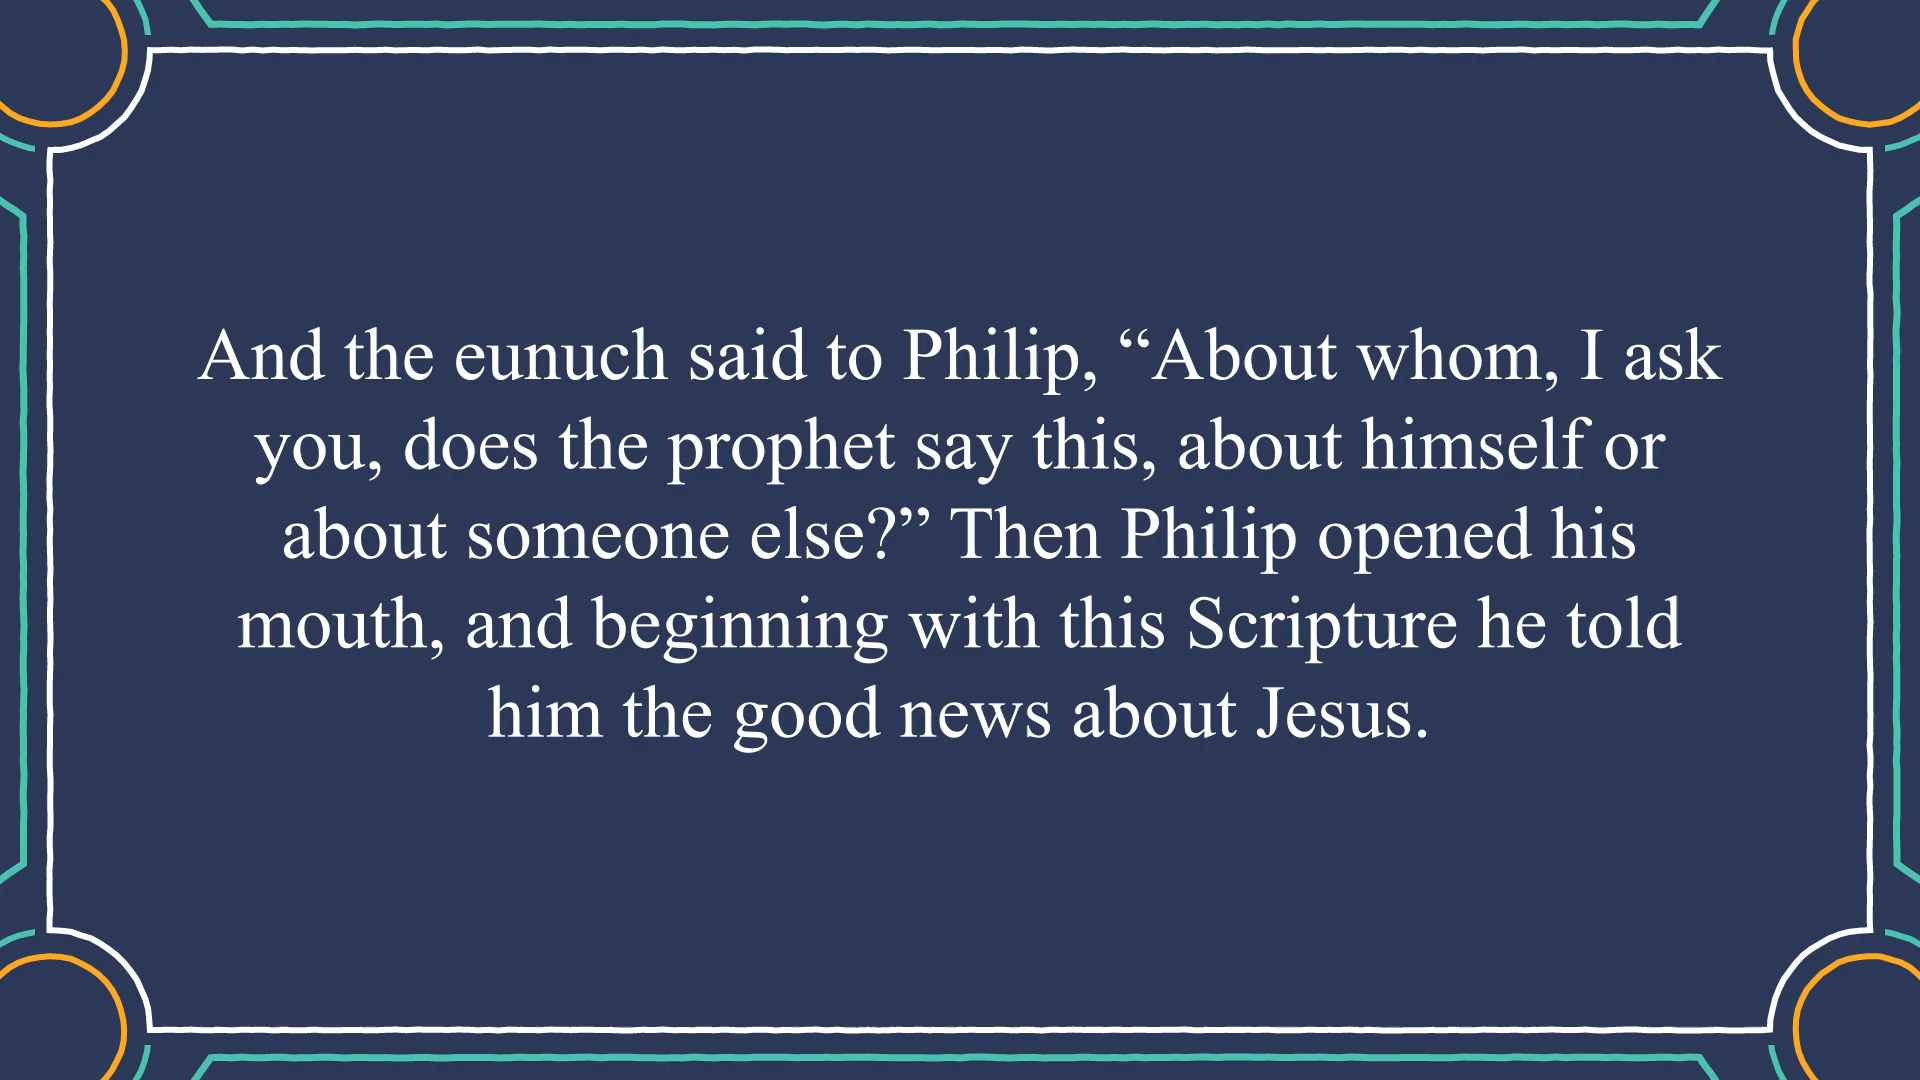 And the eunuch said to Philip, “About whom, I ask
you, does the prophet say this, about himself or
about someone else?” Then Philip opened his
mouth, and beginning with this Scripture he told
him the good news about Jesus.